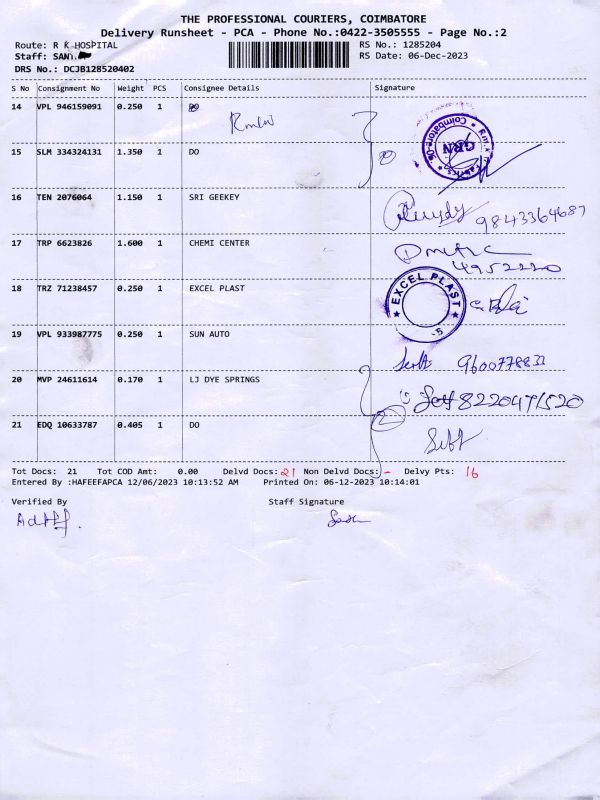 THE PROFESSIONAL COURIERS, COIMBATORE
Delivery Runsheet - PCA - Phone No.:0422-3505555 - Page No.:2
Route: R K HOSPITAL
RS No.: 1285204
Staff: SAN
RS Date: 06-Dec-2023
DRS No.: DCJB128520402
S No Consignment No Weight PCS Consignee Details Signature
14 VPL 946159091 0.250 1 DO
15 SLM 334324131 1.350 1 DO
GRN
16 TEN 2076064 1.150 1 SRI GEEKEY
9843364687
17 TRP 6623826 1.600 1 CHEMI CENTER
4952220
18 TRZ 71238457 0.250 1 EXCEL PLAST
★ EXCEL PLAST ★
19 VPL 933987775 0.250 1 SUN AUTO
20 MVP 24611614 0.170 1 LJ DYE SPRINGS
2
21 EDQ 10633787 0.405 1 DO
Tot Docs: 21 Tot COD Amt: 0.00 Delvd Docs: 21 Non Delvd Docs: - Delvy Pts: 16
Entered By :HAFEEFAPCA 12/06/2023 10:13:52 AM Printed On: 06-12-2023 10:14:01
Verified By Staff Signature